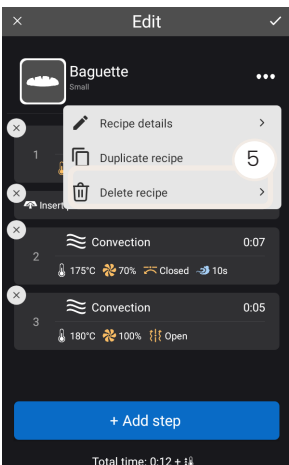 Edit
Baguette
Small
Recipe details
1
Duplicate recipe
5
Delete recipe
Insert
Convection 0:07
2
175°C 70% Closed 10s
Convection 0:05
3
180°C 100% Open
+ Add step
Total time: 0:12 +